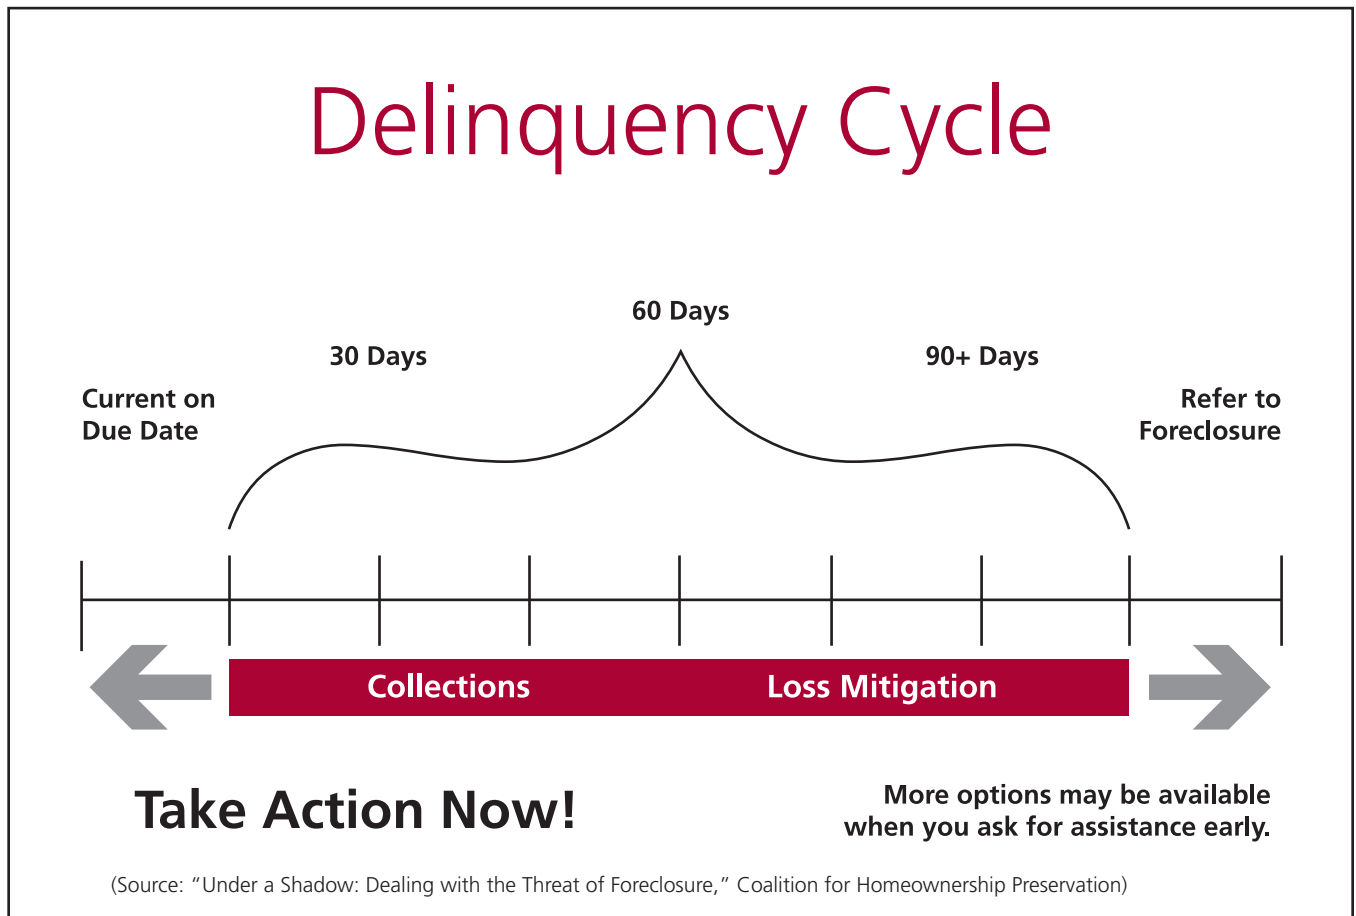 Delinquency Cycle
60 Days
30 Days
90+ Days
Current on
Due Date
Refer to
Foreclosure
Collections
Loss Mitigation
Take Action Now!
More options may be available
when you ask for assistance early.
(Source: “Under a Shadow: Dealing with the Threat of Foreclosure,” Coalition for Homeownership Preservation)